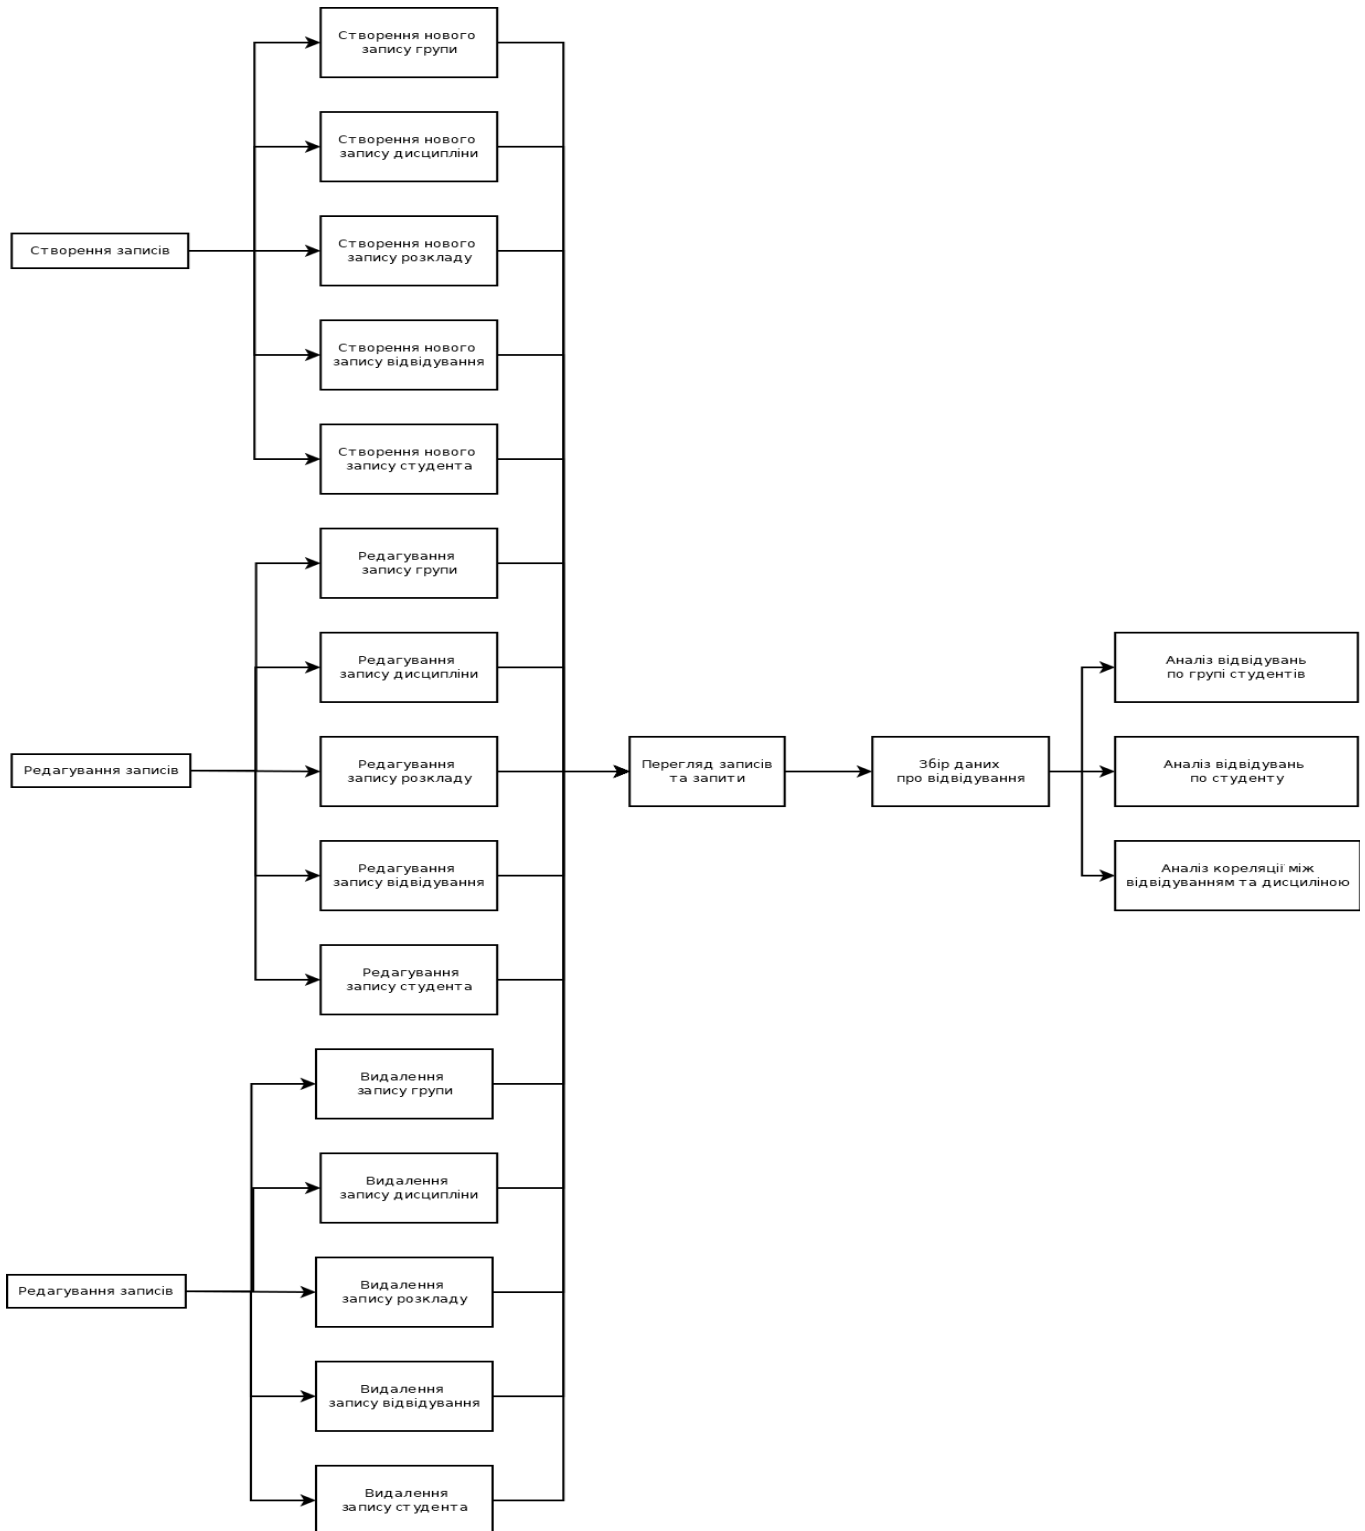 Створення нового
запису групи
Створення нового
запису дисципліни
Створення записів
Створення нового
запису розкладу
Створення нового
запису відвідування
Створення нового
запису студента
Редагування
запису групи
Редагування
запису дисципліни
Редагування записів
Редагування
запису розкладу
Редагування
запису відвідування
Редагування
запису студента
Видалення
запису групи
Видалення
запису дисципліни
Редагування записів
Видалення
запису розкладу
Видалення
запису відвідування
Видалення
запису студента
Перегляд записів
та запити
Збір даних
про відвідування
Аналіз відвідувань
по групі студентів
Аналіз відвідувань
по студенту
Аналіз кореляції між
відвідуванням та дисциліною